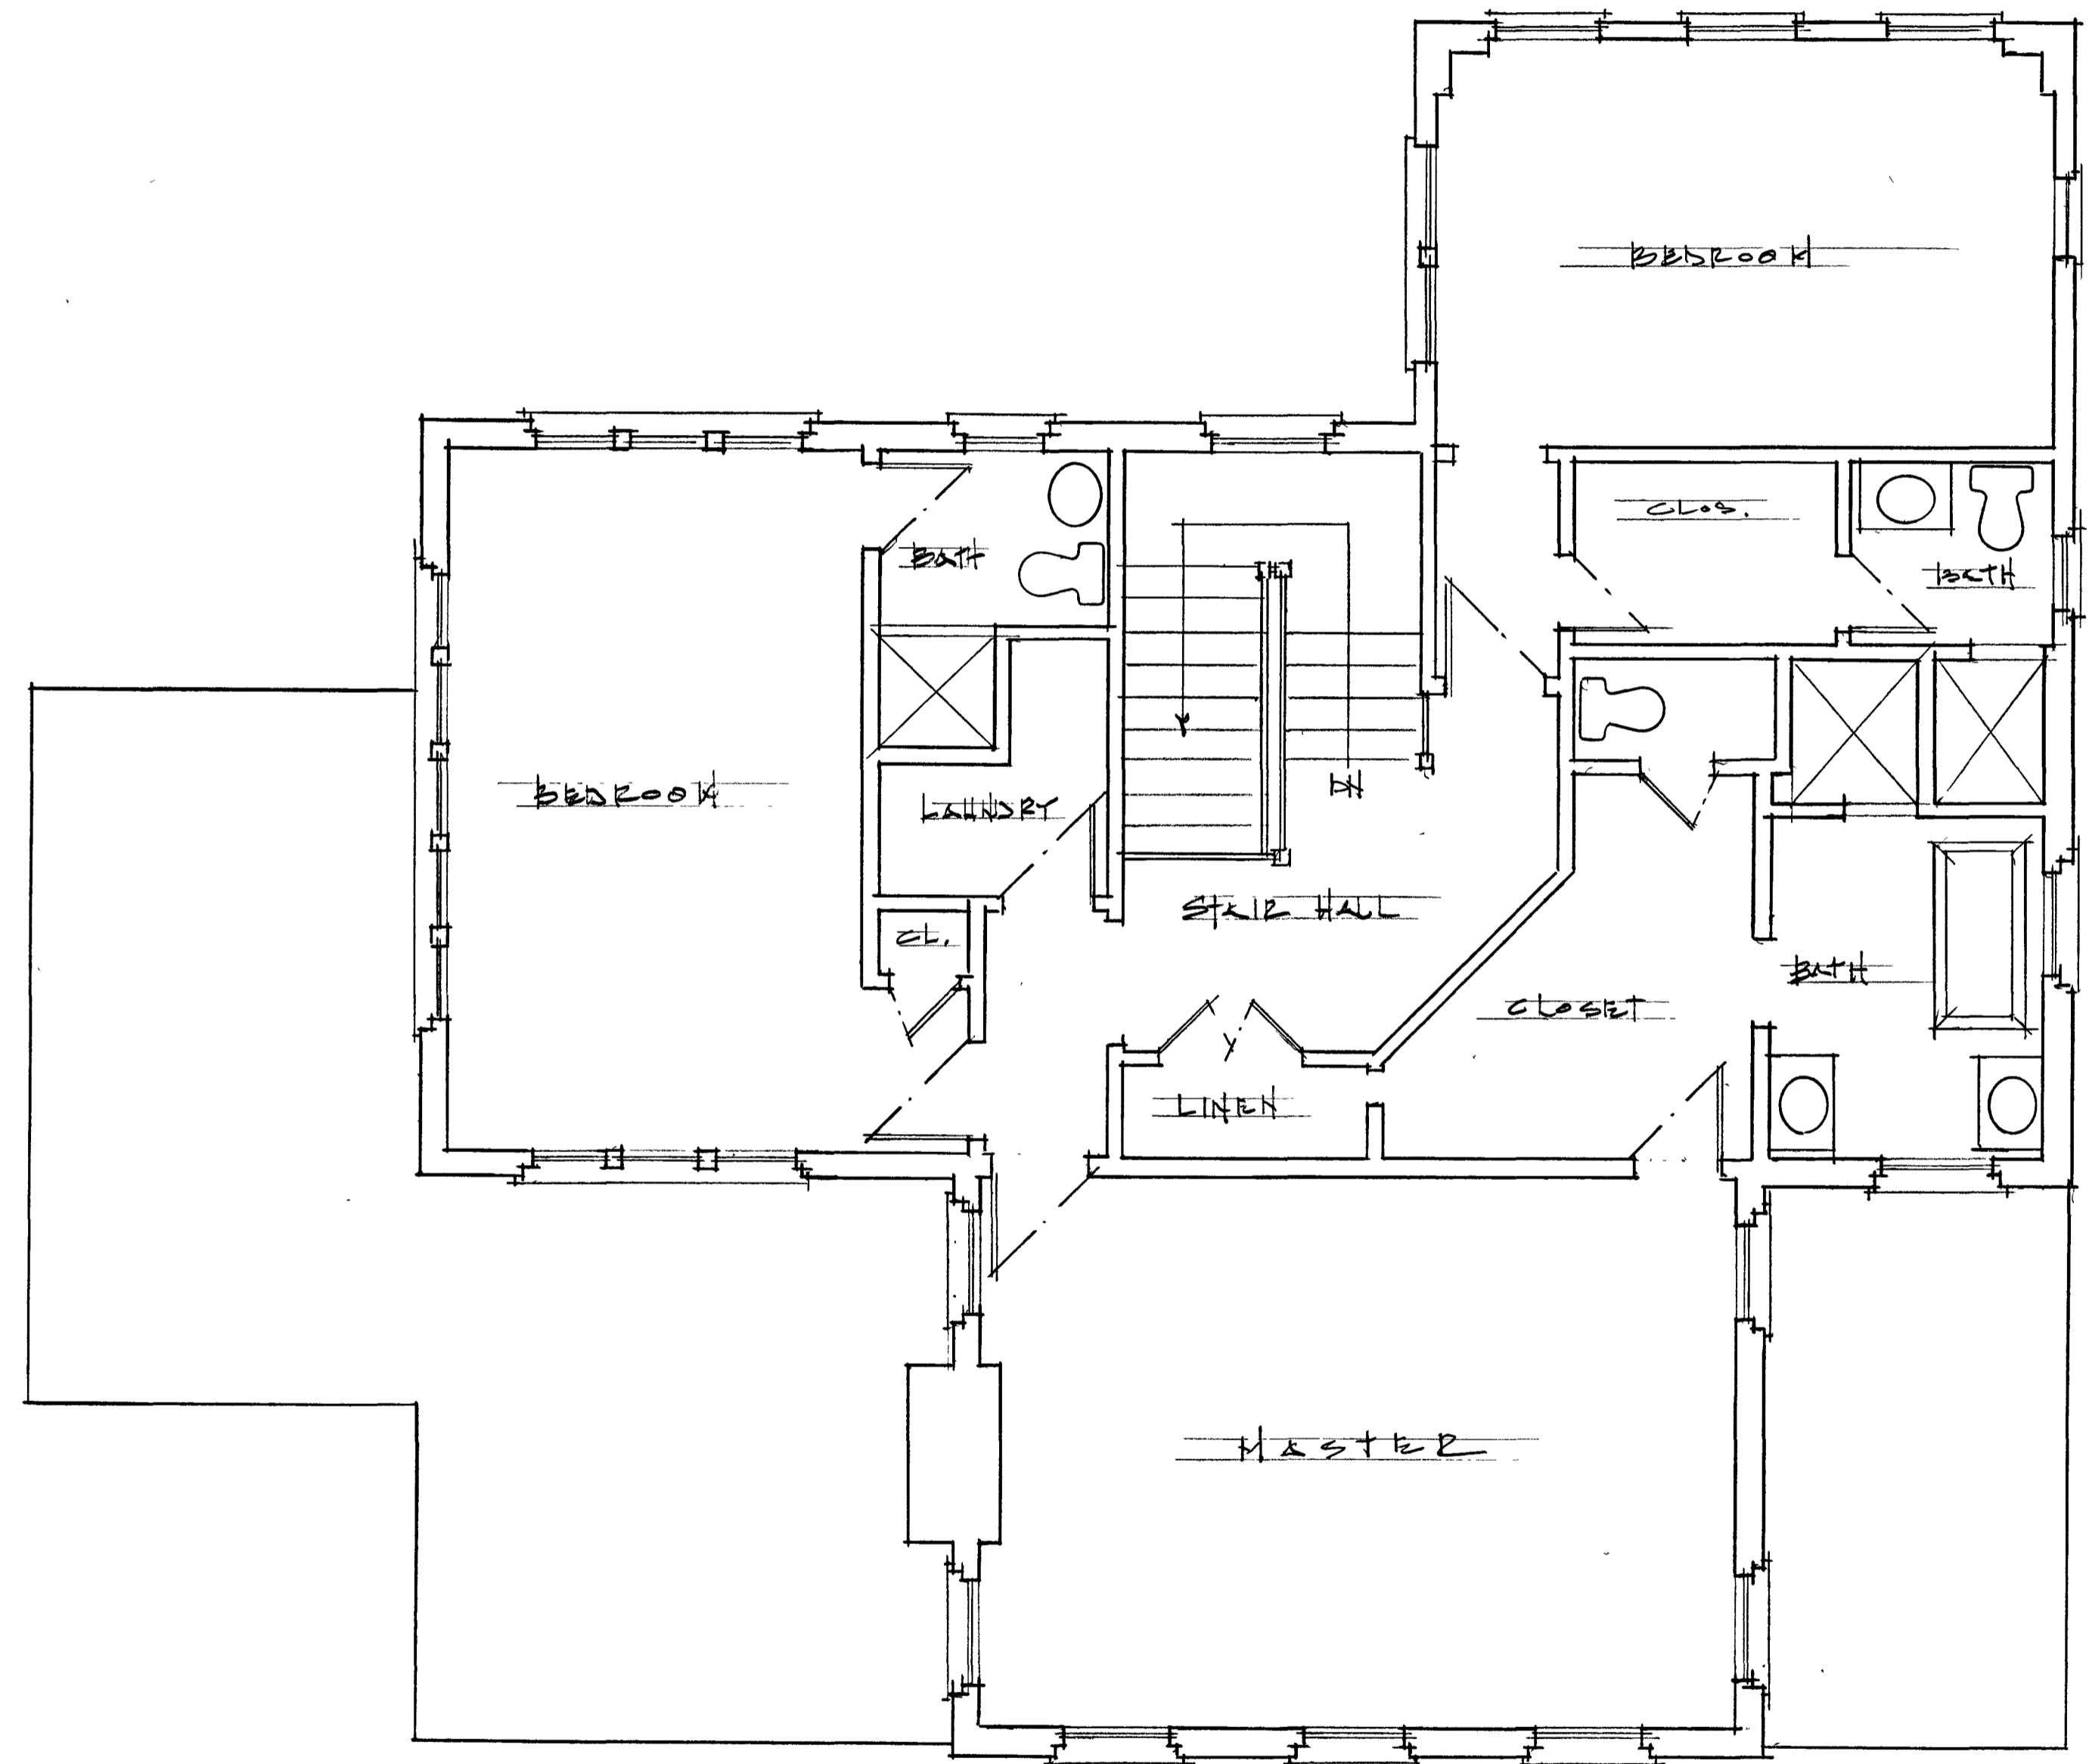 BEDROOM
CLOS.
BATH
BATH
BEDROOM
LAUNDRY
DN
STAIR HALL
CL.
BATH
CLOSET
LINEN
MASTER